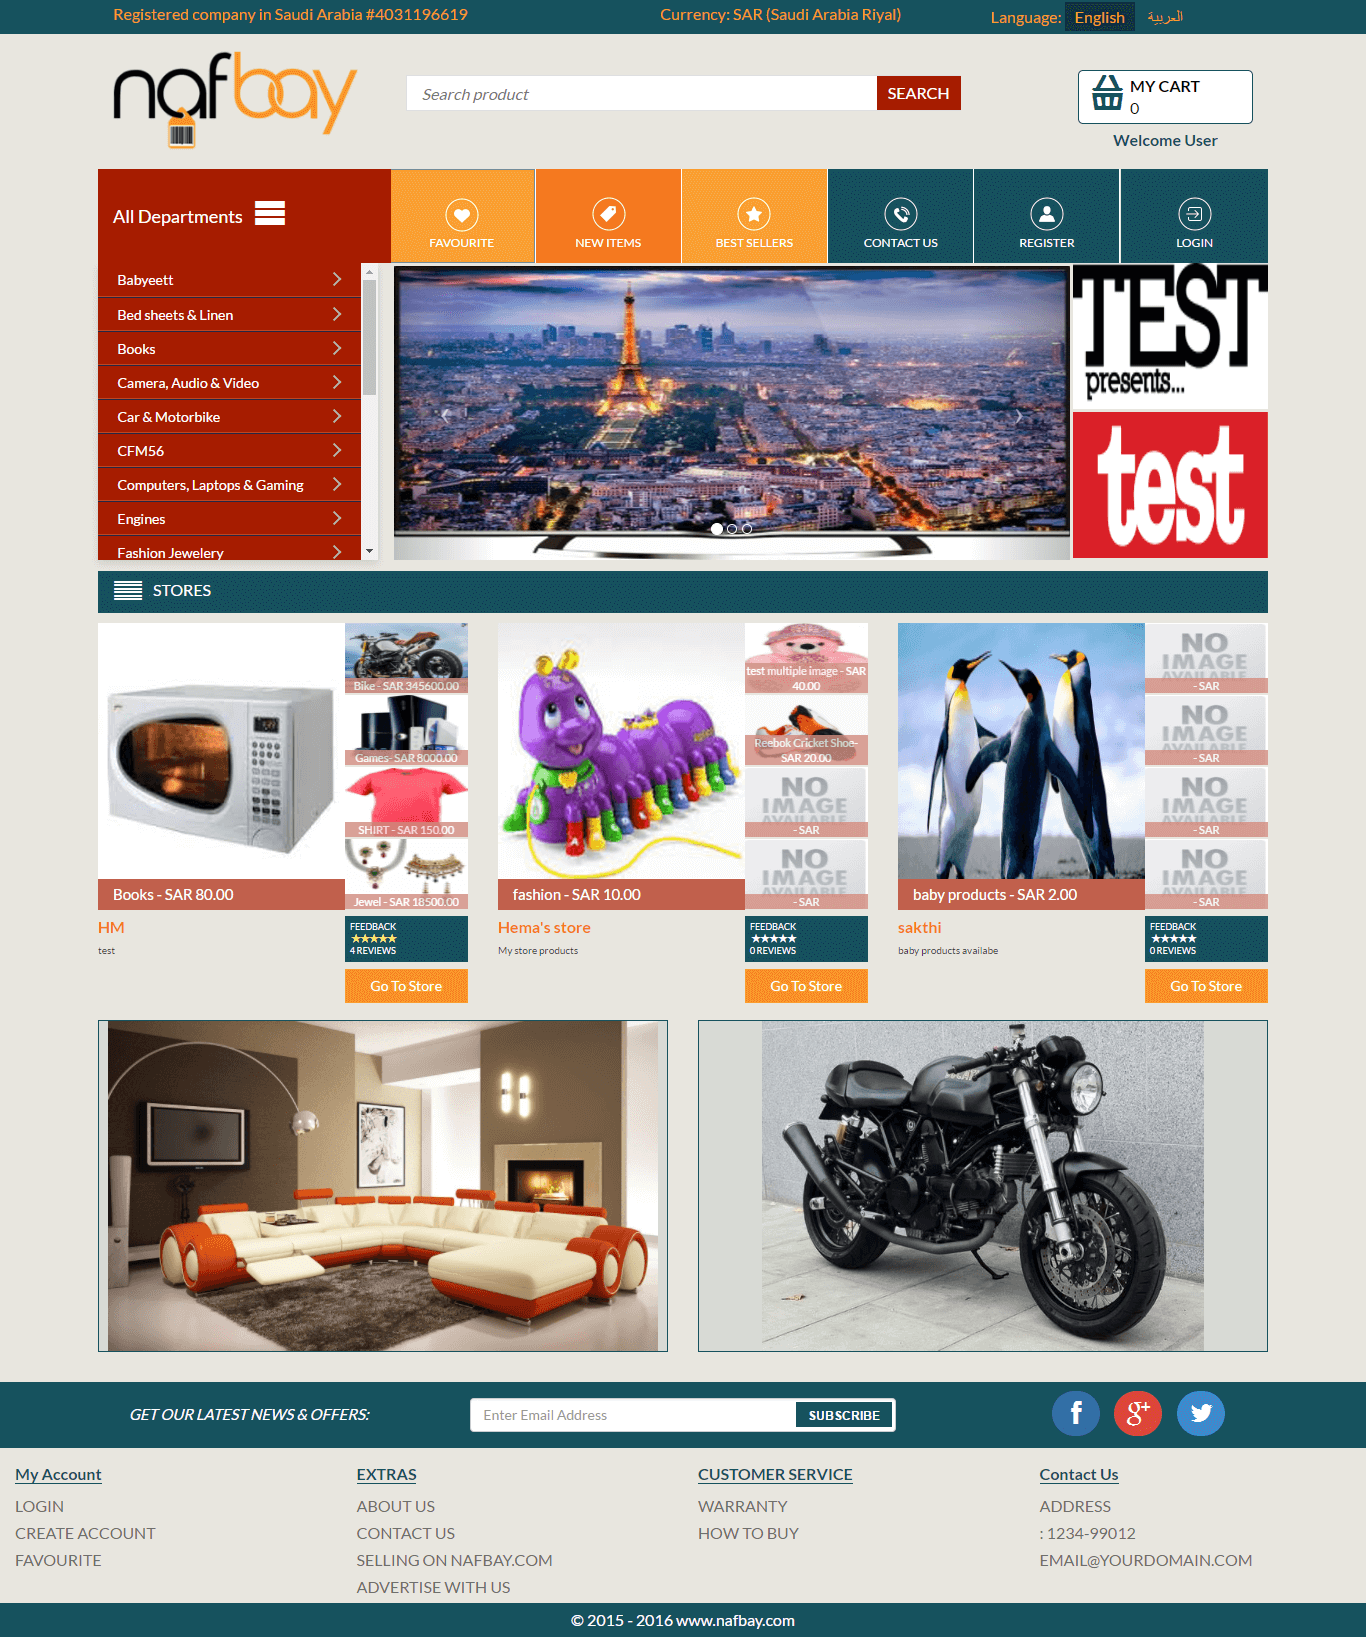 Registered company in Saudi Arabia #4031196619
Currency: SAR (Saudi Arabia Riyal)
Language: English العربية
nafbay
Search product
SEARCH
MY CART
0
Welcome User
All Departments
FAVOURITE
NEW ITEMS
BEST SELLERS
CONTACT US
REGISTER
LOGIN
Babyeett
Bed sheets & Linen
Books
Camera, Audio & Video
Car & Motorbike
CFM56
Computers, Laptops & Gaming
Engines
Fashion Jewelery
TEST
presents...
test
STORES
Bike - SAR 345600.00
Games- SAR 8000.00
SHIRT - SAR 150.00
Jewel - SAR 18500.00
Books - SAR 80.00
HM
test
FEEDBACK
4 REVIEWS
Go To Store
test multiple image - SAR
40.00
Reebok Cricket Shoe-
SAR 20.00
NO
IMAGE
AVAILABLE
- SAR
NO
IMAGE
AVAILABLE
- SAR
fashion - SAR 10.00
Hema's store
My store products
FEEDBACK
0 REVIEWS
Go To Store
NO
IMAGE
AVAILABLE
- SAR
NO
IMAGE
AVAILABLE
- SAR
NO
IMAGE
AVAILABLE
- SAR
NO
IMAGE
AVAILABLE
- SAR
baby products - SAR 2.00
sakthi
baby products availabe
FEEDBACK
0 REVIEWS
Go To Store
GET OUR LATEST NEWS & OFFERS:
Enter Email Address
SUBSCRIBE
My Account
LOGIN
CREATE ACCOUNT
FAVOURITE
EXTRAS
ABOUT US
CONTACT US
SELLING ON NAFBAY.COM
ADVERTISE WITH US
CUSTOMER SERVICE
WARRANTY
HOW TO BUY
Contact Us
ADDRESS
: 1234-99012
EMAIL@YOURDOMAIN.COM
© 2015 - 2016 www.nafbay.com